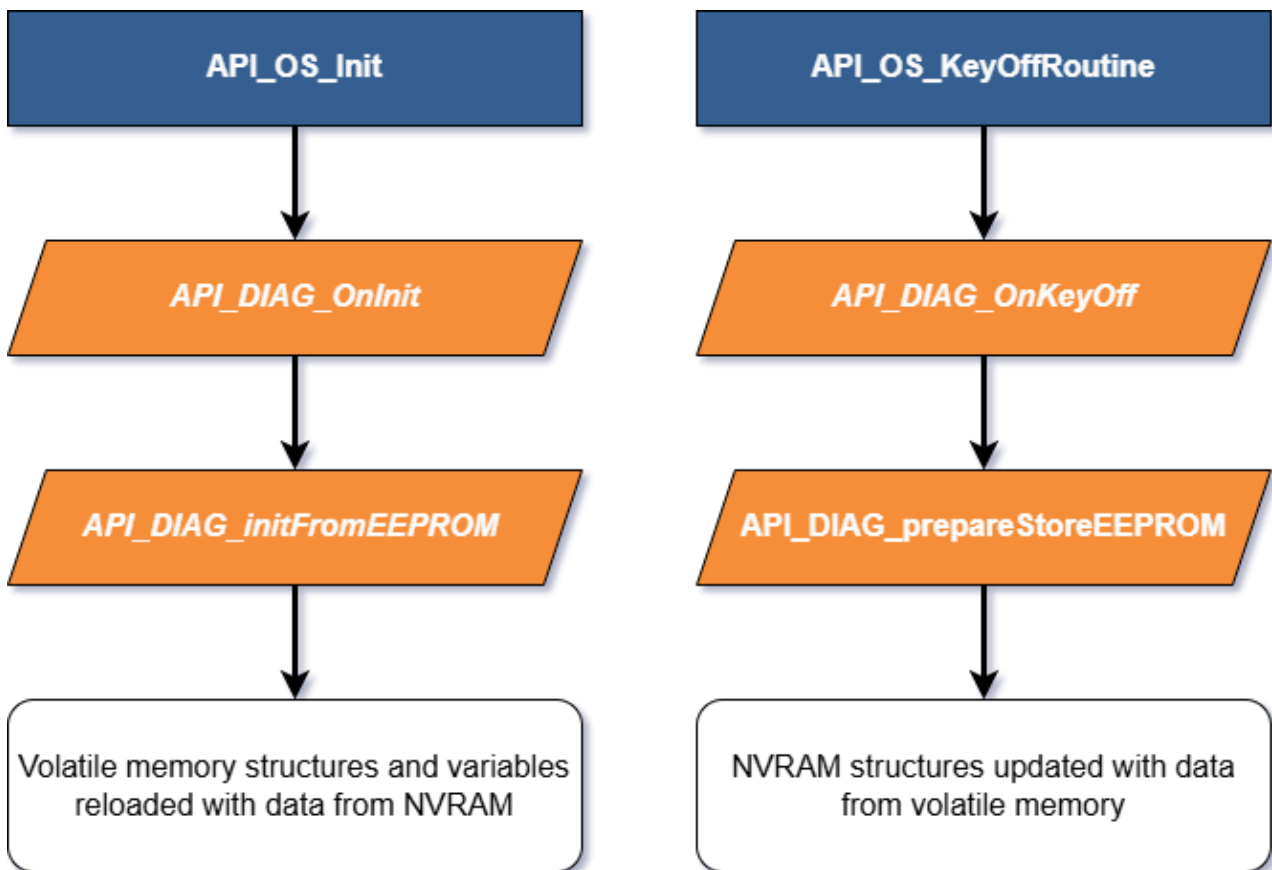 API_OS_Init
API_OS_KeyOffRoutine
API_DIAG_OnInit
API_DIAG_OnKeyOff
API_DIAG_initFromEEPROM
API_DIAG_prepareStoreEEPROM
Volatile memory structures and variables
reloaded with data from NVRAM
NVRAM structures updated with data
from volatile memory